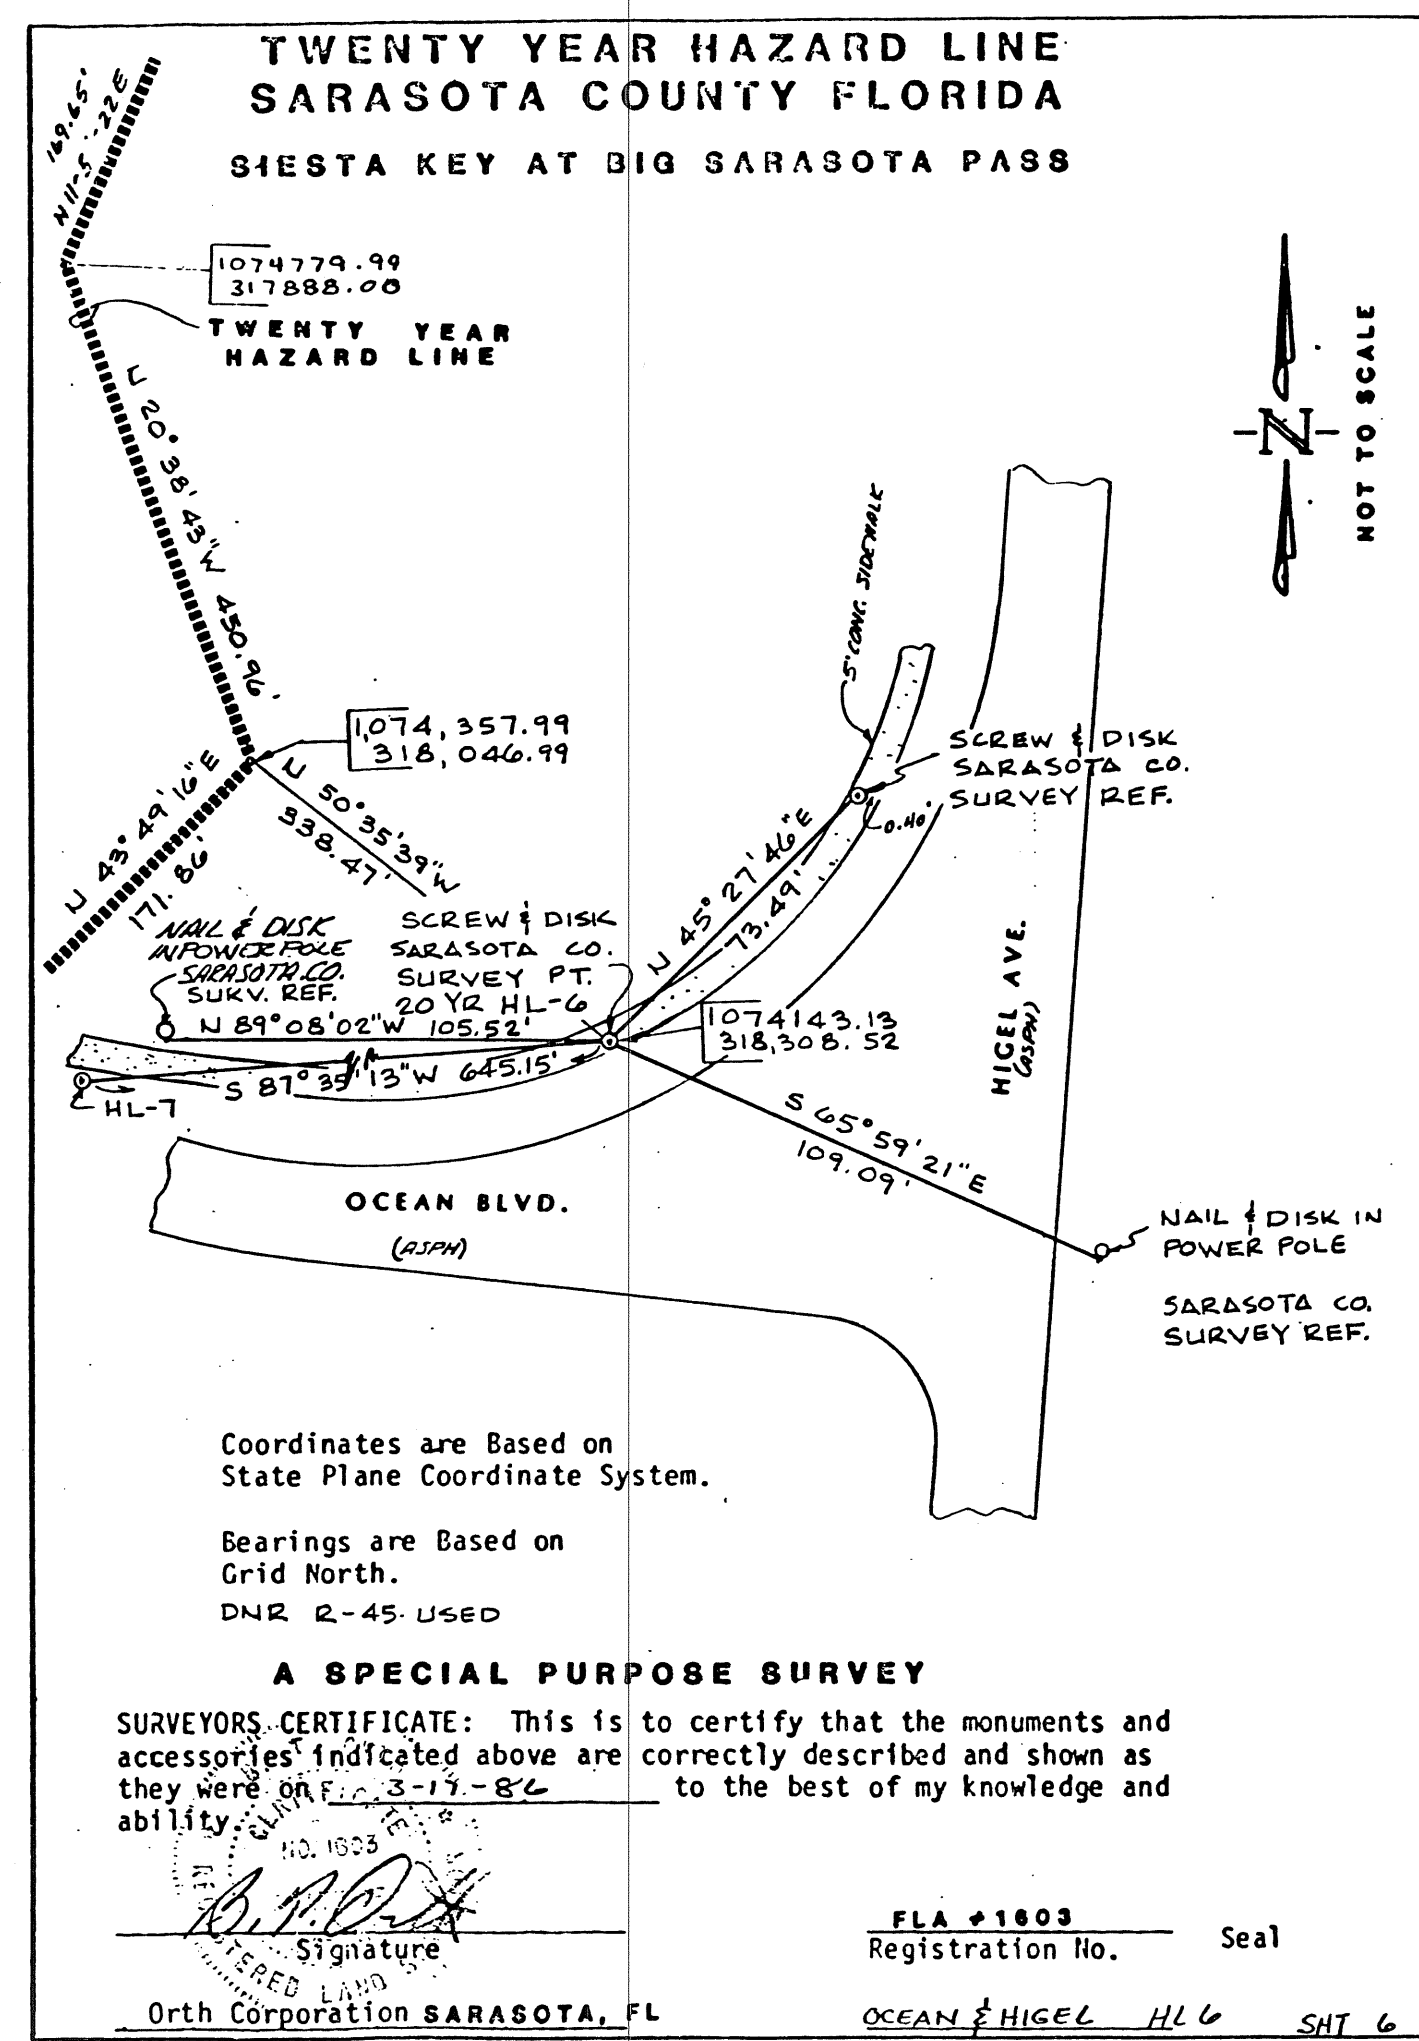 TWENTY YEAR HAZARD LINE
SARASOTA COUNTY FLORIDA
SIESTA KEY AT BIG SARASOTA PASS
169.65'
1074779.99
317888.00
TWENTY YEAR
HAZARD LINE
N 20° 38' 43" W 450.96'
NOT TO SCALE
N
5' CONC. SIDEWALK
1,074,357.99
318,046.99
N 43° 49' 16" E
171.86'
N 50° 35' 39" W
338.47'
SCREW & DISK
SARASOTA CO.
SURVEY REF.
0.40'
N 45° 27' 46" E
73.49'
NAIL & DISK
IN POWER POLE
SARASOTA CO.
SURV. REF.
SCREW & DISK
SARASOTA CO.
SURVEY PT.
20 YR HL-6
N 89° 08' 02" W 105.52'
1074143.13
318,308.52
S 87° 35' 13" W 645.15'
HL-7
HIGEL AVE.
(ASPH)
S 65° 59' 21" E
109.09'
OCEAN BLVD.
(ASPH)
NAIL & DISK IN
POWER POLE
SARASOTA CO.
SURVEY REF.
Coordinates are Based on
State Plane Coordinate System.
Bearings are Based on
Grid North.
DNR R-45 USED
A SPECIAL PURPOSE SURVEY
SURVEYORS CERTIFICATE: This is to certify that the monuments and
accessories indicated above are correctly described and shown as
they were on 3-19-86 to the best of my knowledge and
ability.
NO. 1603
REGISTERED LAND
Signature
FLA #1603
Registration No.
Seal
Orth Corporation SARASOTA, FL
OCEAN & HIGEL HL 6 SHT 6